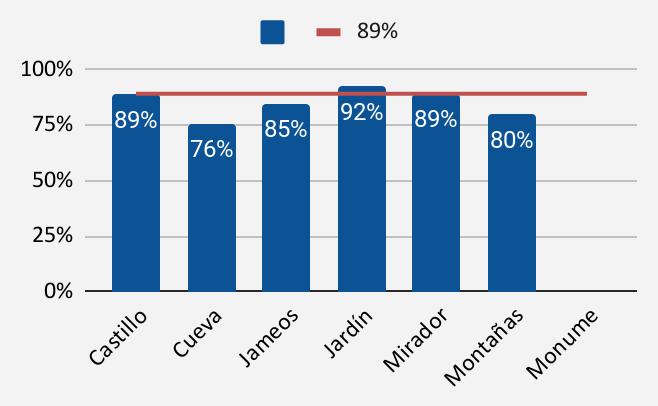 89%
100%
75%
50%
25%
0%
89%
76%
85%
92%
89%
80%
Castillo
Cueva
Jameos
Jardín
Mirador
Montañas
Monume